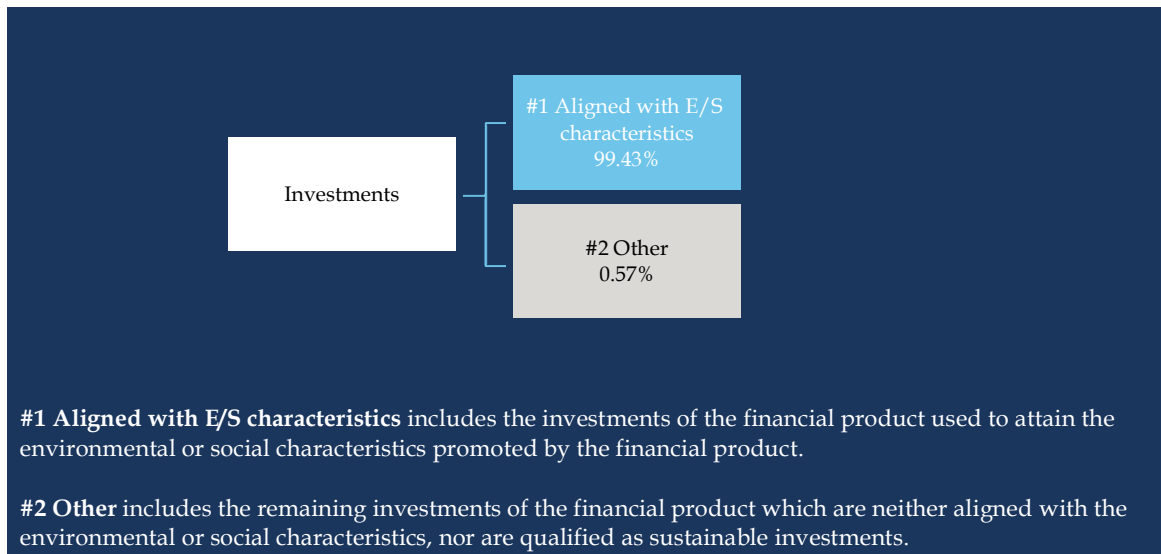 #1 Aligned with E/S
characteristics
99.43%
Investments
#2 Other
0.57%
#1 Aligned with E/S characteristics includes the investments of the financial product used to attain the
environmental or social characteristics promoted by the financial product.
#2 Other includes the remaining investments of the financial product which are neither aligned with the
environmental or social characteristics, nor are qualified as sustainable investments.